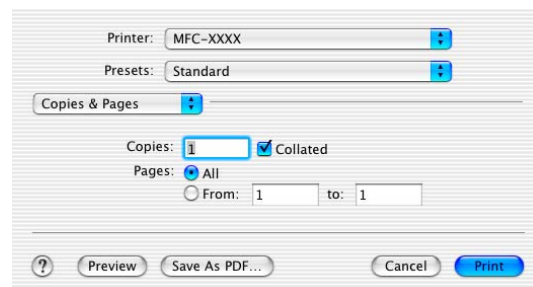 Printer: MFC-XXXX
Presets: Standard
Copies & Pages
Copies: 1 Collated
Pages: All
From: 1 to: 1
? Preview Save As PDF... Cancel Print